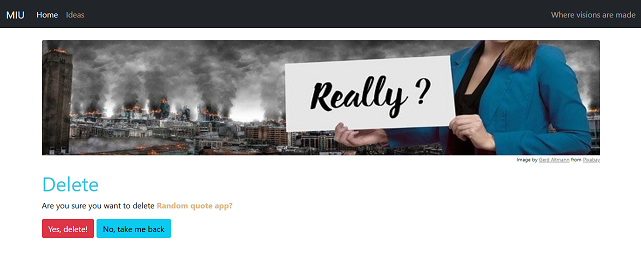 MIU Home Ideas Where visions are made
Really ?
Image by Gerd Altmann from Pixabay
Delete
Are you sure you want to delete Random quote app?
Yes, delete! No, take me back